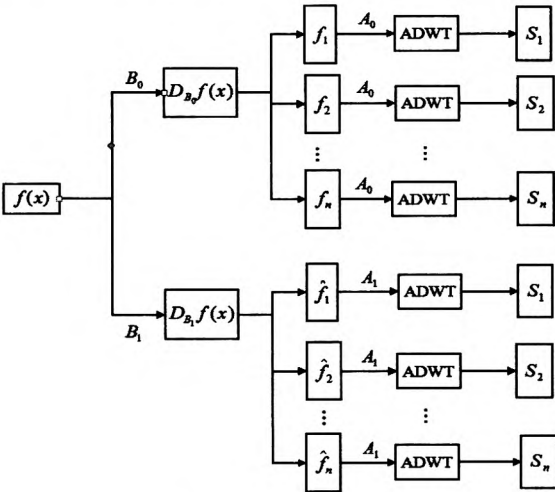 f(x)
B₀
D_{B₀}f(x)
f₁ A₀ ADWT S₁
f₂ A₀ ADWT S₂
⋮ ⋮
fₙ A₀ ADWT Sₙ
B₁
D_{B₁}f(x)
f̂₁ A₁ ADWT S₁
f̂₂ A₁ ADWT S₂
⋮ ⋮
f̂ₙ A₁ ADWT Sₙ